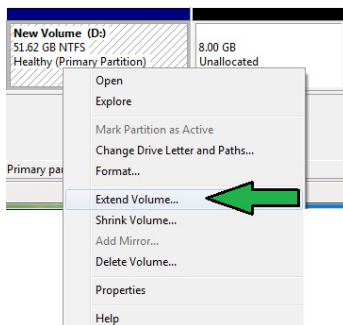 New Volume (D:)
51.62 GB NTFS
Healthy (Primary Partition)
8.00 GB
Unallocated
Open
Explore
Mark Partition as Active
Change Drive Letter and Paths...
Format...
Primary par
Extend Volume...
Shrink Volume...
Add Mirror...
Delete Volume...
Properties
Help